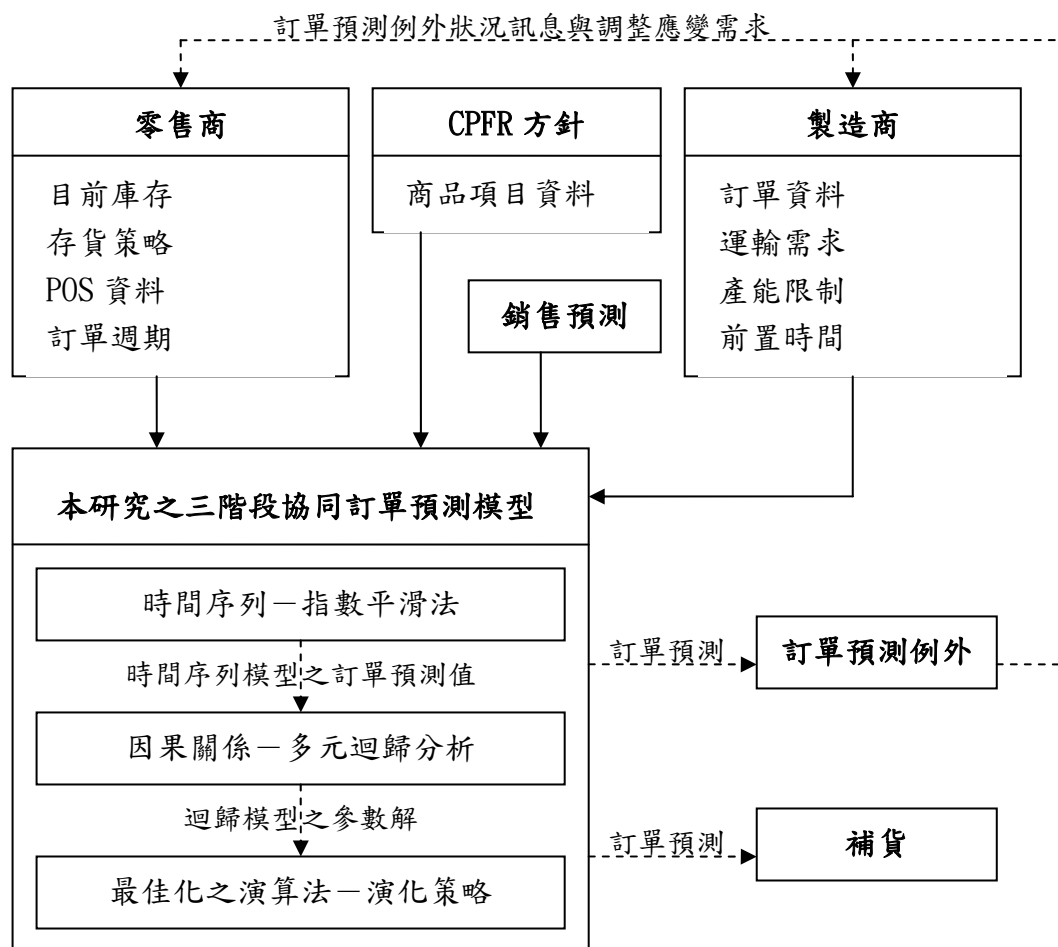 訂單預測例外狀況訊息與調整應變需求
零售商
目前庫存
存貨策略
POS 資料
訂單週期
CPFR 方針
商品項目資料
製造商
訂單資料
運輸需求
產能限制
前置時間
銷售預測
本研究之三階段協同訂單預測模型
時間序列－指數平滑法
時間序列模型之訂單預測值
因果關係－多元迴歸分析
迴歸模型之參數解
最佳化之演算法－演化策略
訂單預測
訂單預測例外
訂單預測
補貨